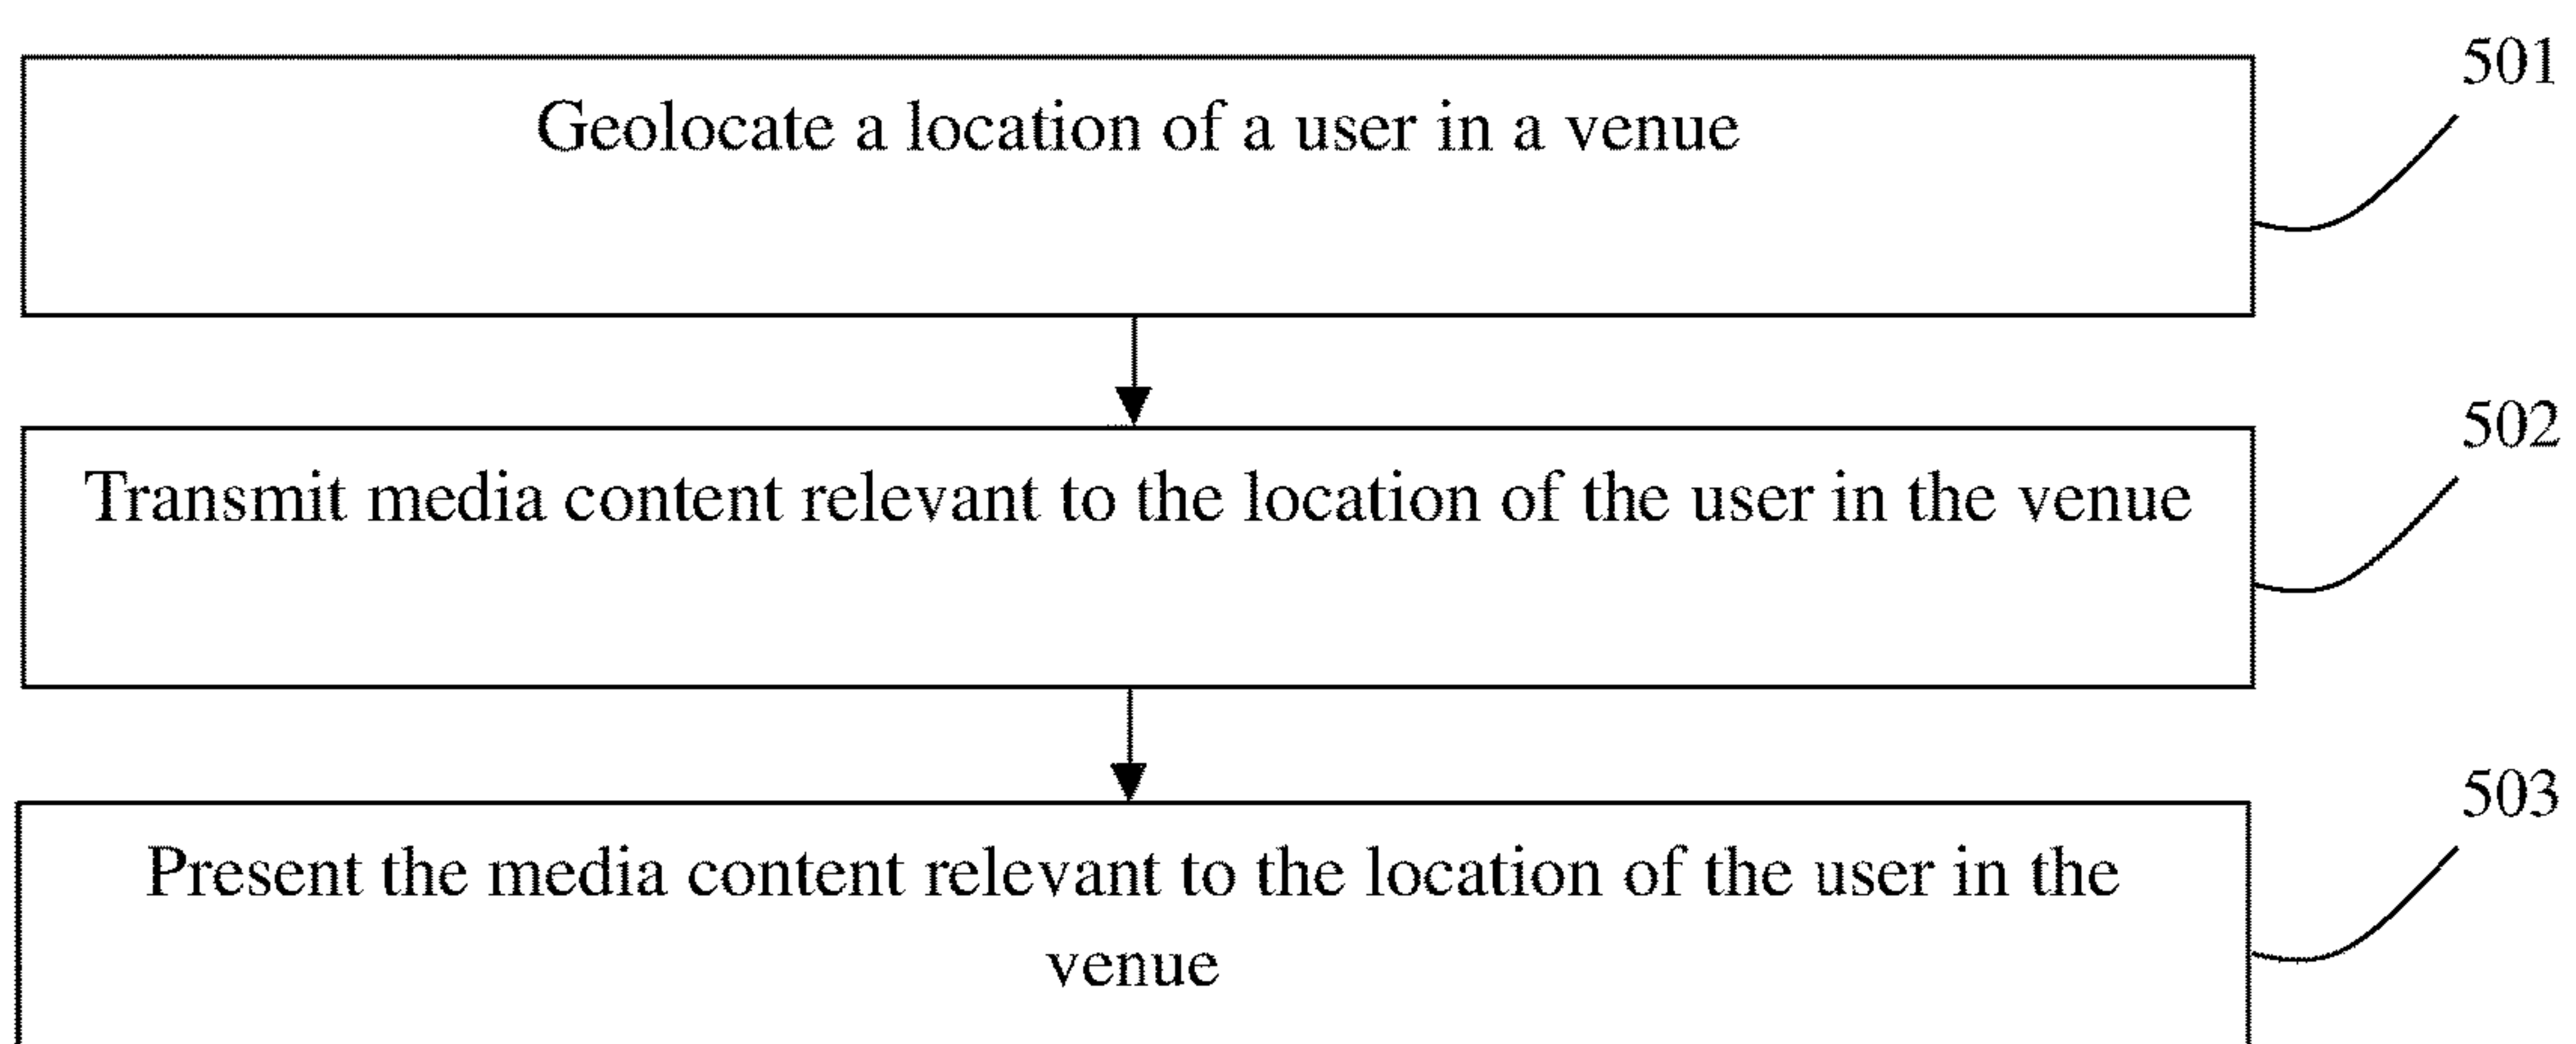 501
Geolocate a location of a user in a venue
502
Transmit media content relevant to the location of the user in the venue
503
Present the media content relevant to the location of the user in the
venue